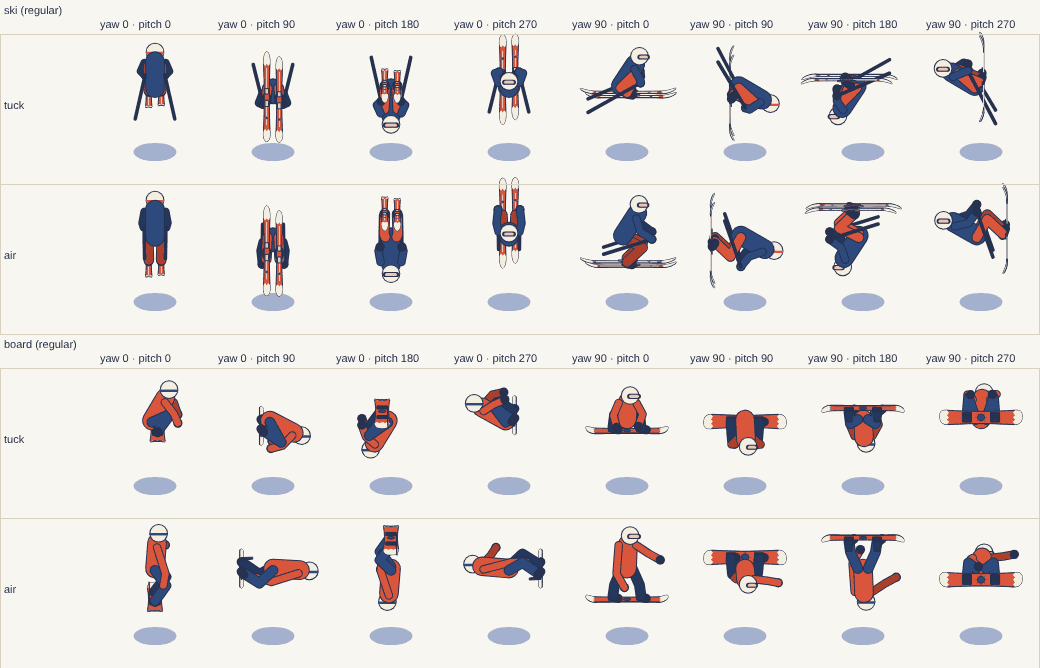 ski (regular)
yaw 0 · pitch 0 yaw 0 · pitch 90 yaw 0 · pitch 180 yaw 0 · pitch 270 yaw 90 · pitch 0 yaw 90 · pitch 90 yaw 90 · pitch 180 yaw 90 · pitch 270
tuck
air
board (regular)
yaw 0 · pitch 0 yaw 0 · pitch 90 yaw 0 · pitch 180 yaw 0 · pitch 270 yaw 90 · pitch 0 yaw 90 · pitch 90 yaw 90 · pitch 180 yaw 90 · pitch 270
tuck
air